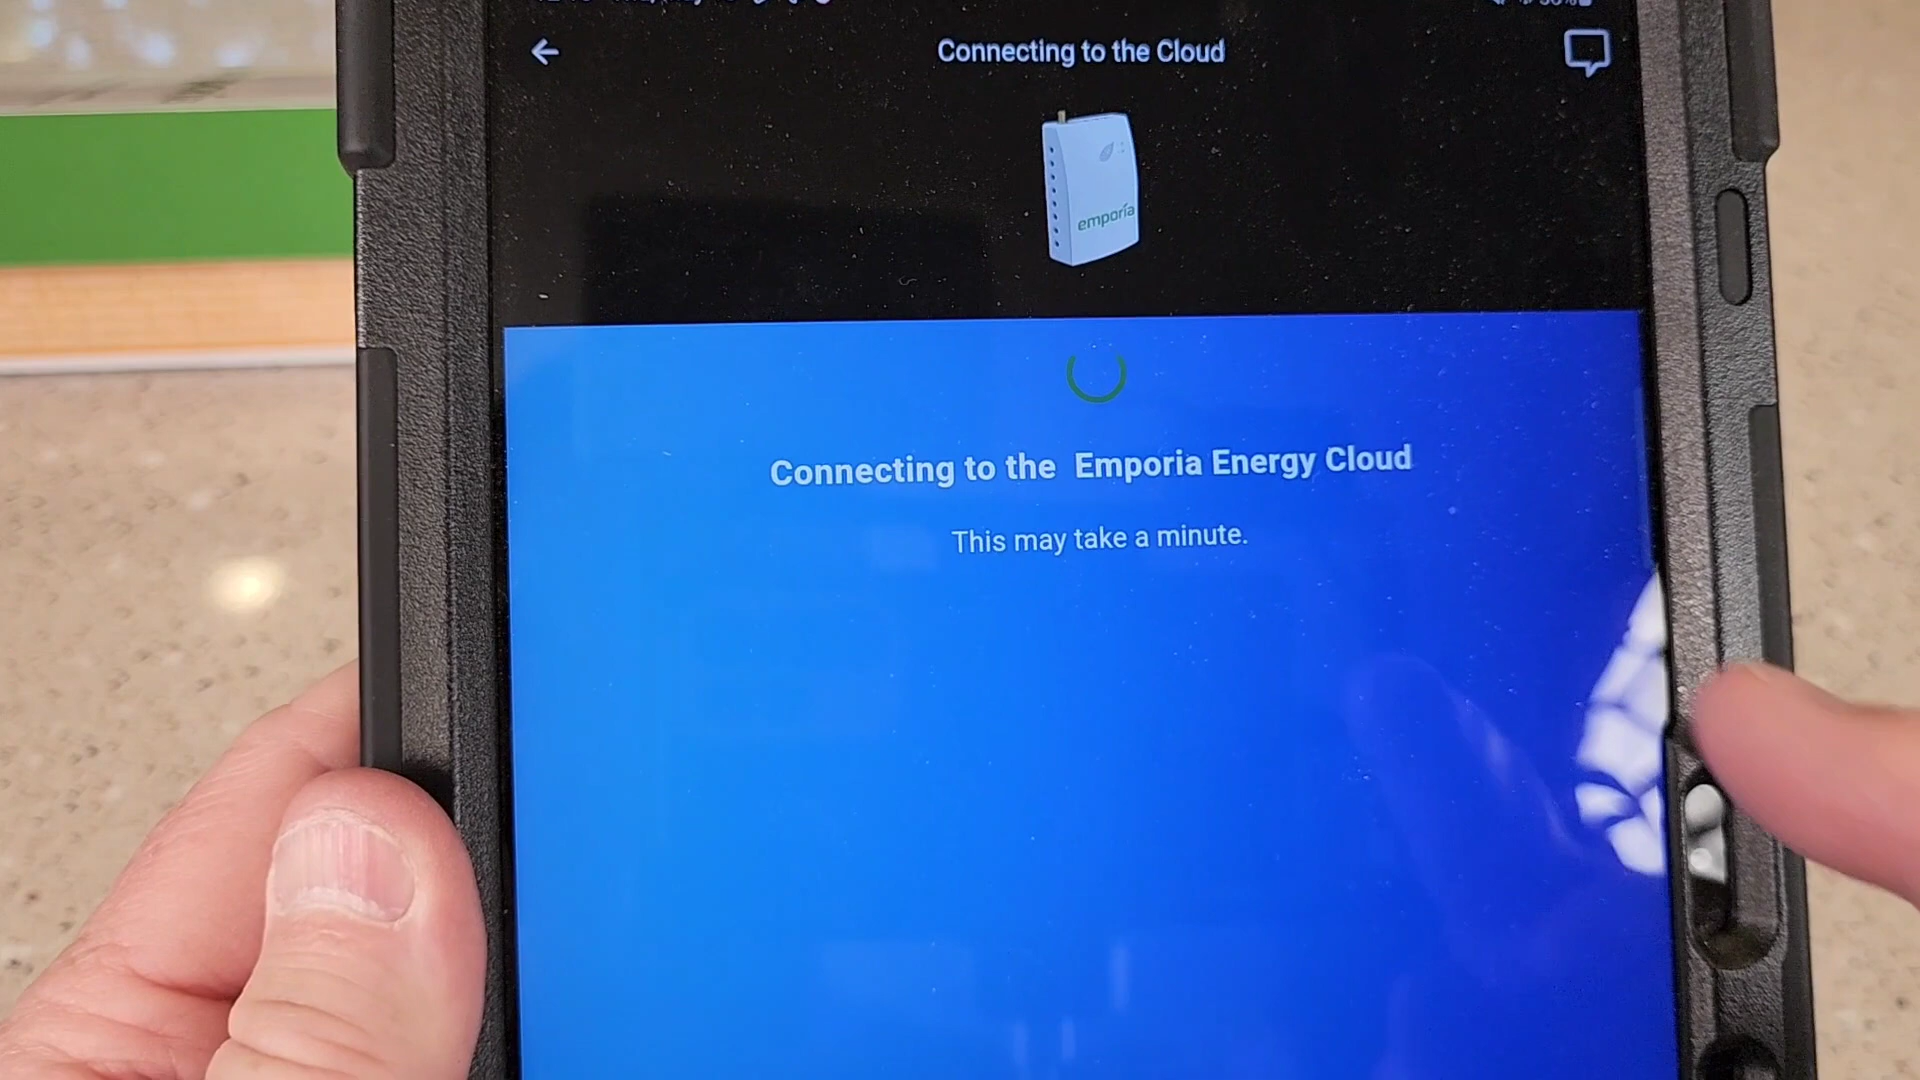 Connecting to the Cloud
emporia
Connecting to the Emporia Energy Cloud
This may take a minute.